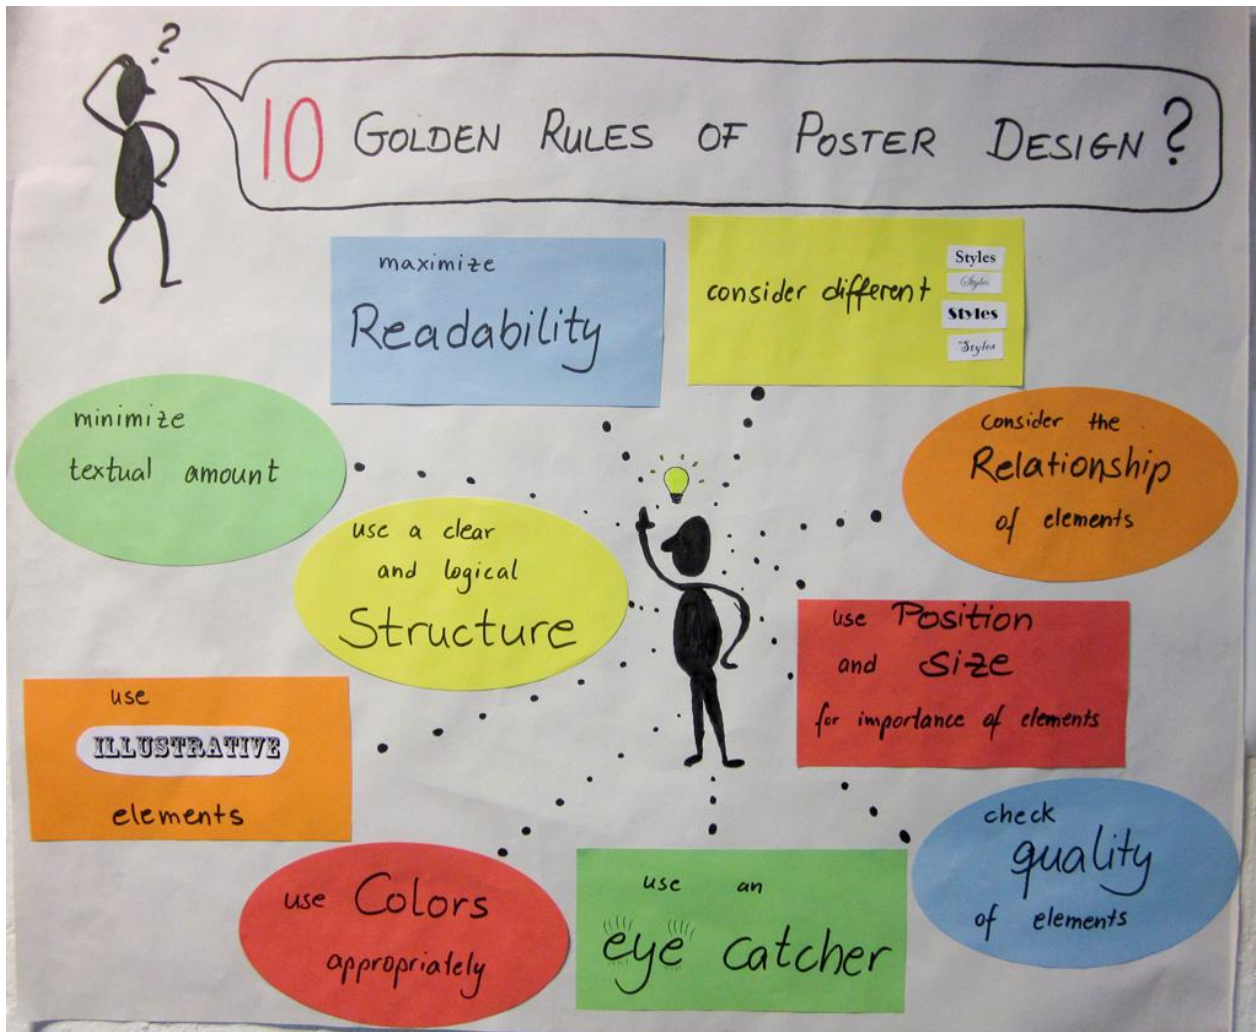 ?
10 GOLDEN RULES OF POSTER DESIGN?
maximize
Readability
consider different
Styles
Styles
Styles
Styles
minimize
textual amount
consider the
Relationship
of elements
use a clear
and logical
Structure
use Position
and Size
for importance of elements
use
ILLUSTRATIVE
elements
check
quality
of elements
use Colors
appropriately
use an
eye catcher